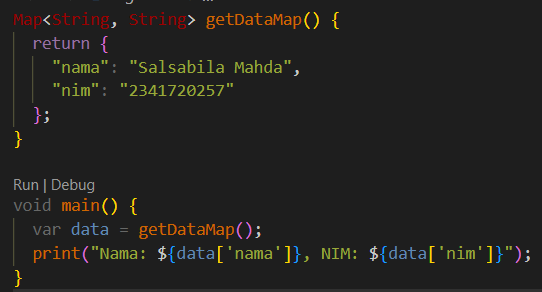 Map<String, String> getDataMap() {
  return {
    "nama": "Salsabila Mahda",
    "nim": "2341720257"
  };
}
Run | Debug
void main() {
  var data = getDataMap();
  print("Nama: ${data['nama']}, NIM: ${data['nim']}");
}